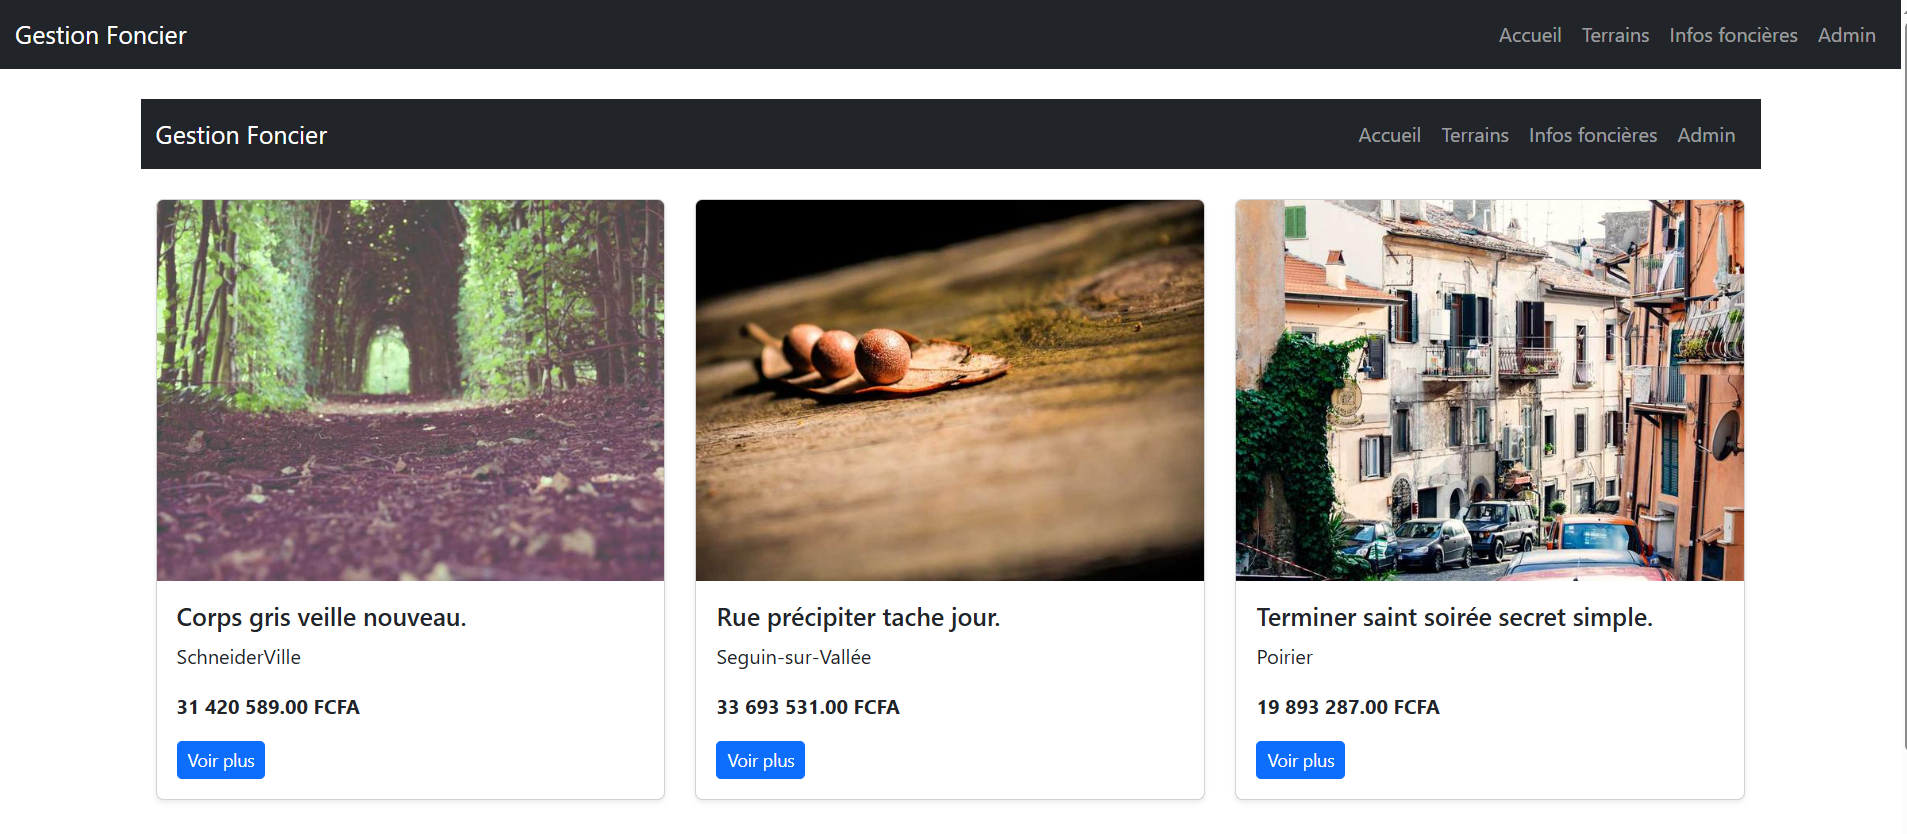 Gestion Foncier
Accueil Terrains Infos foncières Admin
Gestion Foncier
Accueil Terrains Infos foncières Admin
Corps gris veille nouveau.
SchneiderVille
31 420 589.00 FCFA
Voir plus
Rue précipiter tache jour.
Seguin-sur-Vallée
33 693 531.00 FCFA
Voir plus
Terminer saint soirée secret simple.
Poirier
19 893 287.00 FCFA
Voir plus